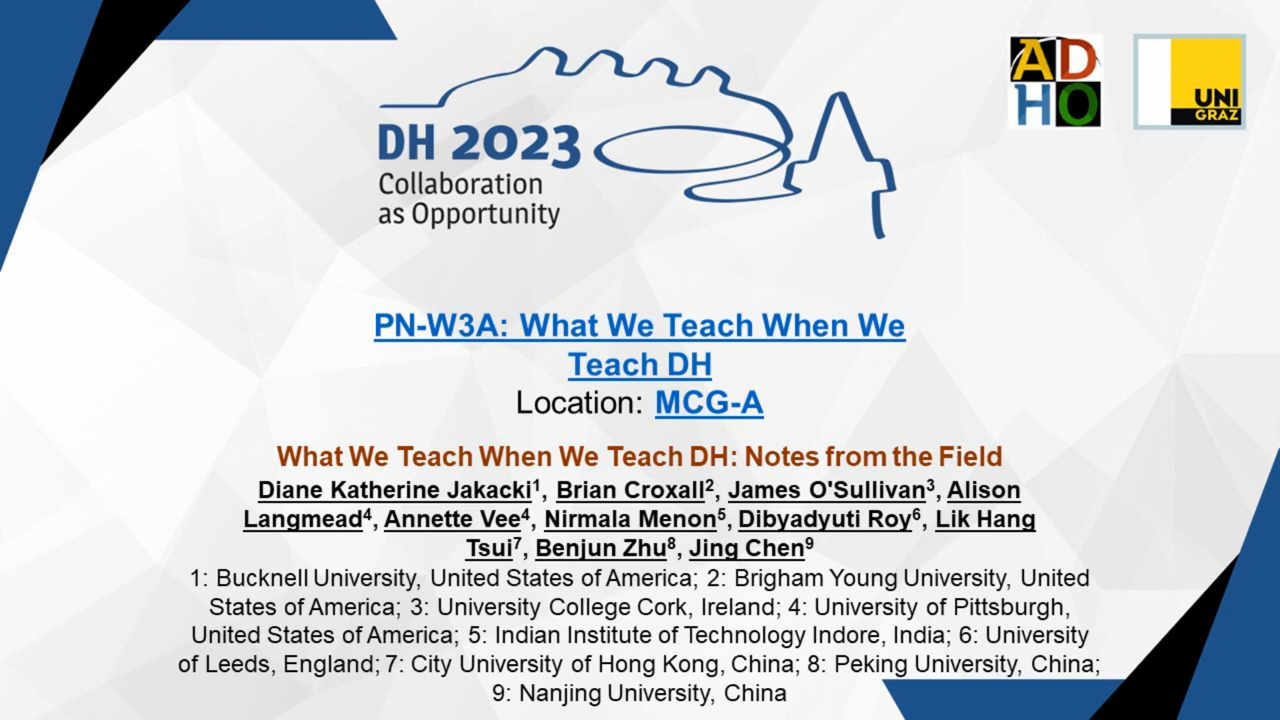 AD
HO
UNI
GRAZ
DH 2023
Collaboration
as Opportunity
PN-W3A: What We Teach When We
Teach DH
Location: MCG-A
What We Teach When We Teach DH: Notes from the Field
Diane Katherine Jakacki¹, Brian Croxall², James O'Sullivan³, Alison
Langmead⁴, Annette Vee⁴, Nirmala Menon⁵, Dibyadyuti Roy⁶, Lik Hang
Tsui⁷, Benjun Zhu⁸, Jing Chen⁹
1: Bucknell University, United States of America; 2: Brigham Young University, United
States of America; 3: University College Cork, Ireland; 4: University of Pittsburgh,
United States of America; 5: Indian Institute of Technology Indore, India; 6: University
of Leeds, England; 7: City University of Hong Kong, China; 8: Peking University, China;
9: Nanjing University, China